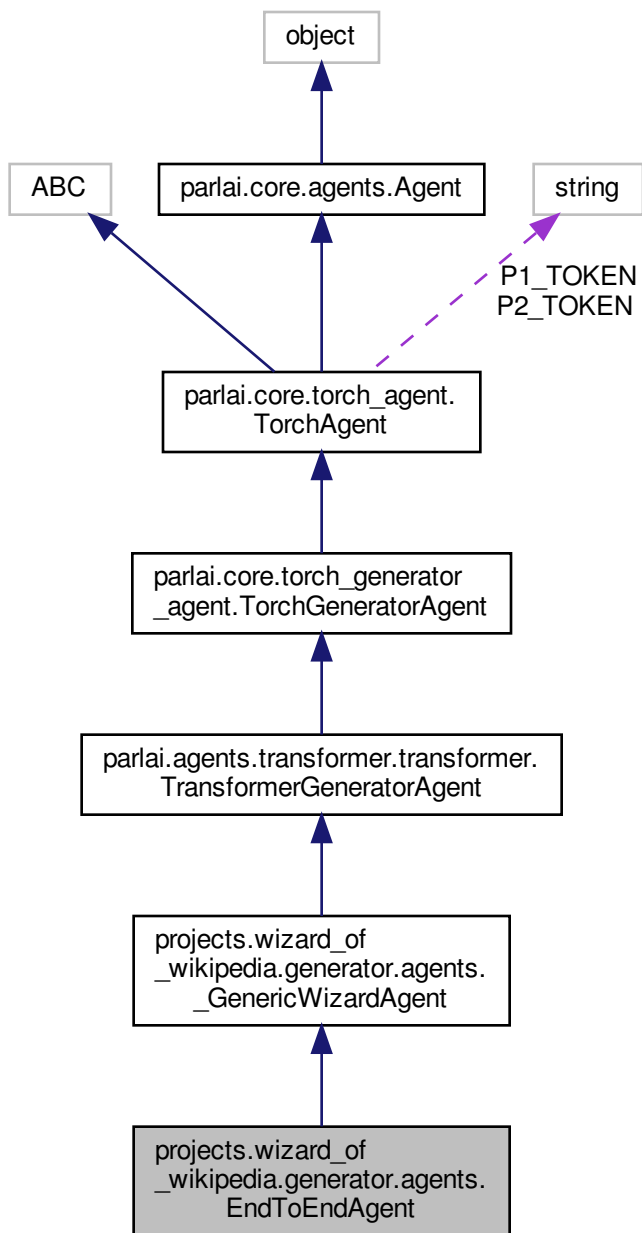 object
ABC
parlai.core.agents.Agent
string
P1_TOKEN
P2_TOKEN
parlai.core.torch_agent.
TorchAgent
parlai.core.torch_generator
_agent.TorchGeneratorAgent
parlai.agents.transformer.transformer.
TransformerGeneratorAgent
projects.wizard_of
_wikipedia.generator.agents.
_GenericWizardAgent
projects.wizard_of
_wikipedia.generator.agents.
EndToEndAgent